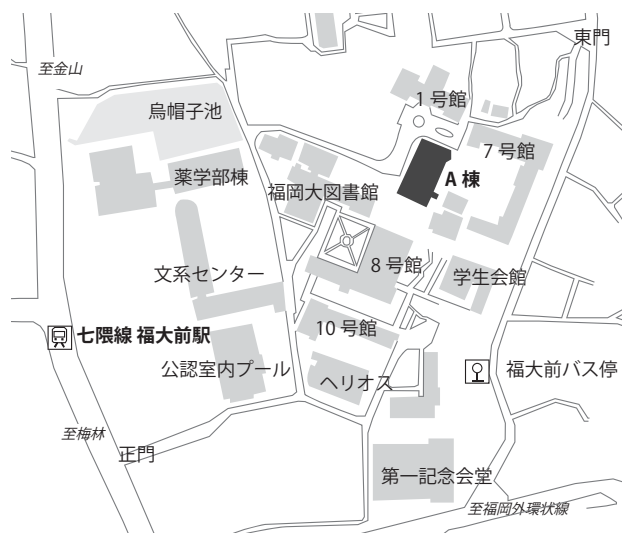 東門
至金山
1 号館
烏帽子池
7 号館
薬学部棟
A 棟
福岡大図書館
8 号館
学生会館
文系センター
10 号館
七隈線 福大前駅
公認室内プール
ヘリオス
福大前バス停
至梅林
正門
第一記念会堂
至福岡外環状線